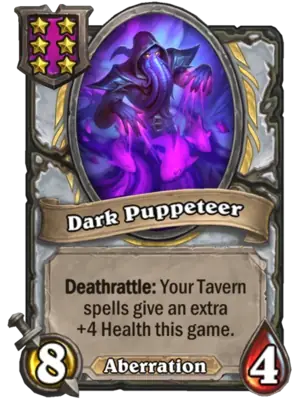 Dark Puppeteer
Deathrattle: Your Tavern
spells give an extra
+4 Health this game.
8
Aberration
4